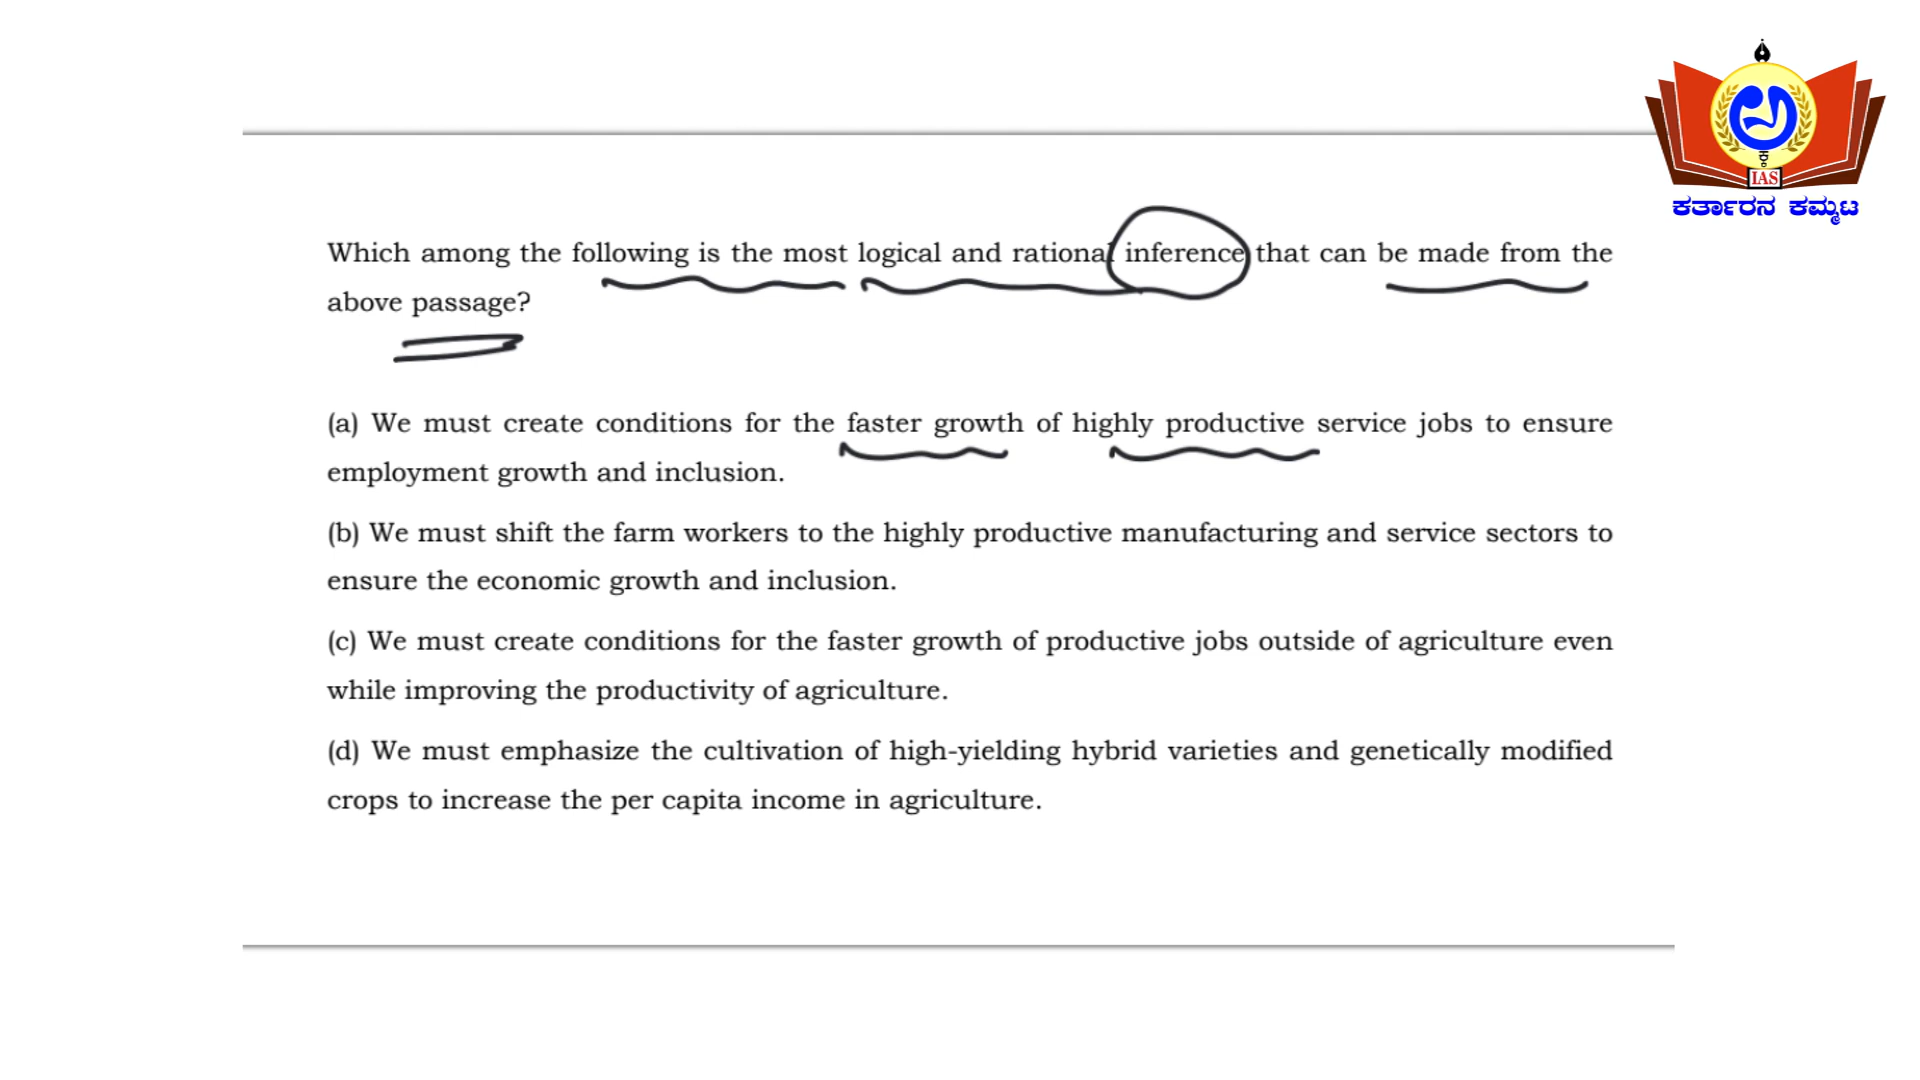 IAS
ಕರ್ತಾರನ ಕಮ್ಮಟ
Which among the following is the most logical and rational inference that can be made from the
above passage?
(a) We must create conditions for the faster growth of highly productive service jobs to ensure
employment growth and inclusion.
(b) We must shift the farm workers to the highly productive manufacturing and service sectors to
ensure the economic growth and inclusion.
(c) We must create conditions for the faster growth of productive jobs outside of agriculture even
while improving the productivity of agriculture.
(d) We must emphasize the cultivation of high-yielding hybrid varieties and genetically modified
crops to increase the per capita income in agriculture.